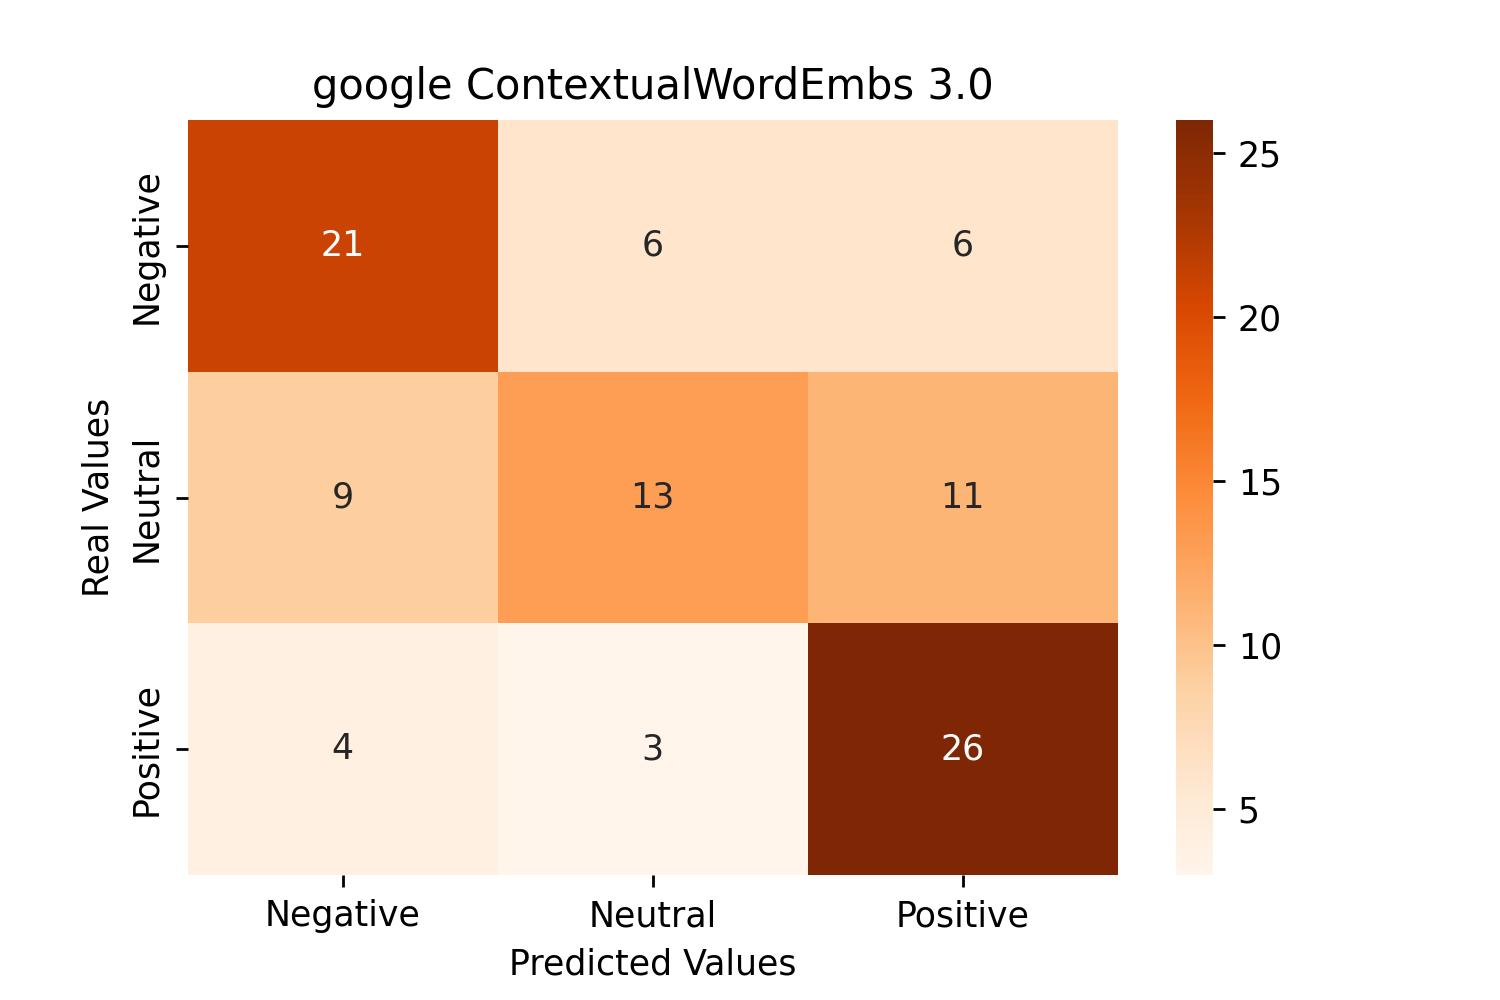 google ContextualWordEmbs 3.0
Real Values
Negative
21 6 6
Neutral
9 13 11
Positive
4 3 26
Negative Neutral Positive
Predicted Values
25
20
15
10
5